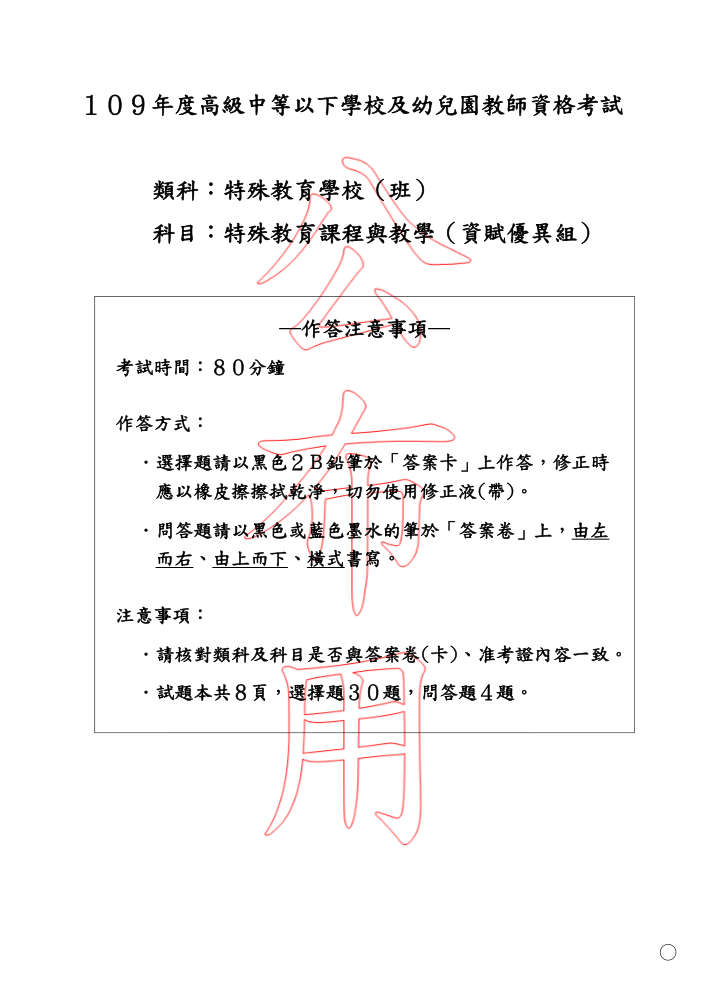 １０９年度高級中等以下學校及幼兒園教師資格考試
類科：特殊教育學校（班）
科目：特殊教育課程與教學（資賦優異組）
—作答注意事項—
考試時間：８０分鐘
作答方式：
．選擇題請以黑色２Ｂ鉛筆於「答案卡」上作答，修正時
應以橡皮擦擦拭乾淨，切勿使用修正液(帶)。
．問答題請以黑色或藍色墨水的筆於「答案卷」上，由左
而右、由上而下、橫式書寫。
注意事項：
．請核對類科及科目是否與答案卷(卡)、准考證內容一致。
．試題本共８頁，選擇題３０題，問答題４題。
公布用